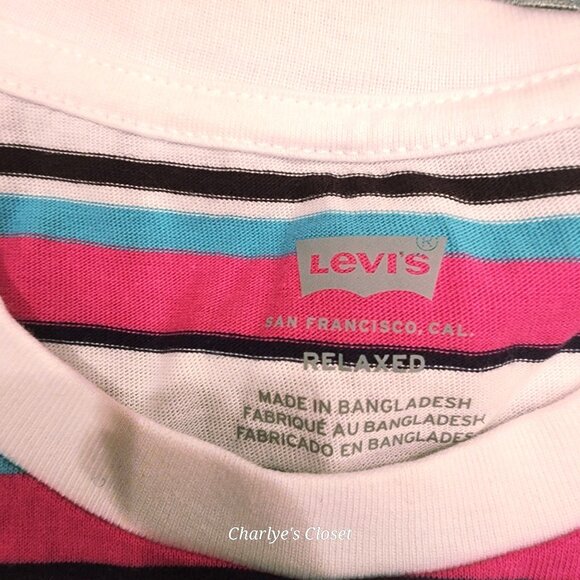 Levi's ®
SAN FRANCISCO, CAL.
RELAXED
MADE IN BANGLADESH
FABRIQUÉ AU BANGLADESH
FABRICADO EN BANGLADESH
Charlye's Closet